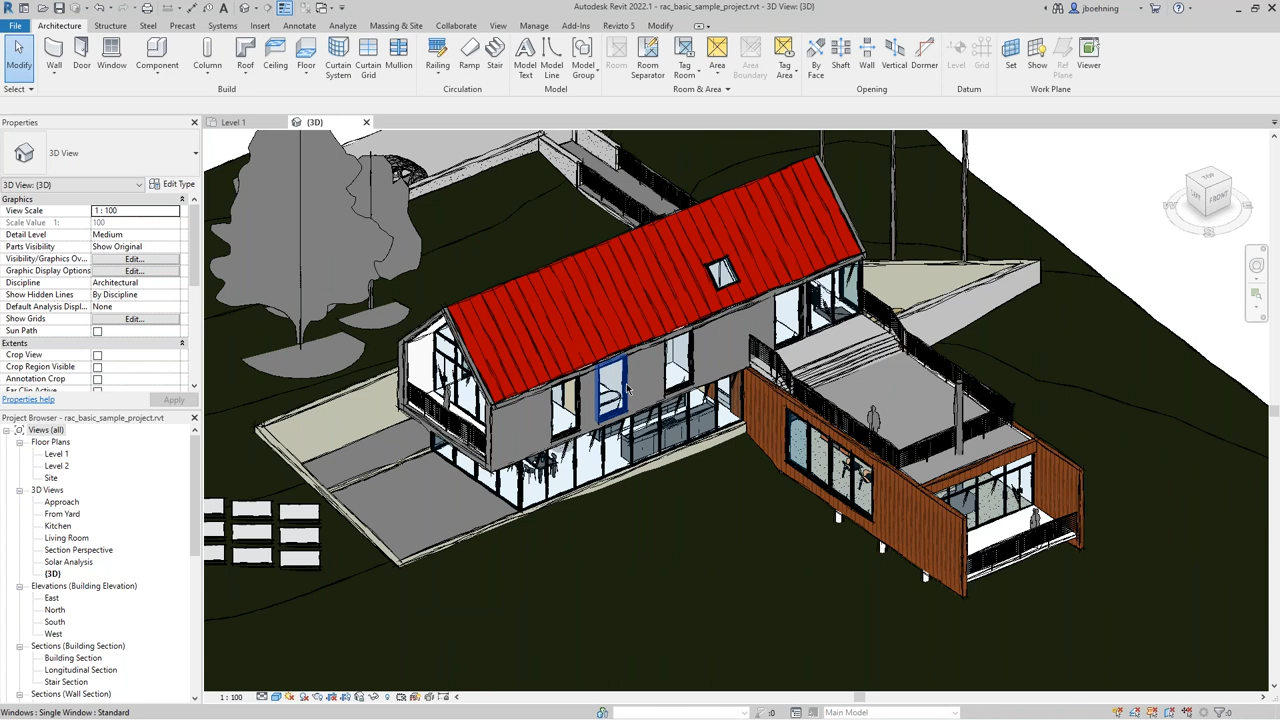 Autodesk Revit 2022.1 - rac_basic_sample_project.rvt - 3D View: {3D}
jboehning
File Architecture Structure Steel Precast Systems Insert Annotate Analyze Massing & Site Collaborate View Manage Add-Ins Revizto 5 Modify
Modify Wall Door Window Component Column Roof Ceiling Floor Curtain System Curtain Grid Mullion Railing Ramp Stair Model Text Model Line Model Group Room Room Separator Tag Room Area Area Boundary Tag Area By Face Shaft Wall Vertical Dormer Level Grid Set Show Ref Plane Viewer
Select Build Circulation Model Room & Area Opening Datum Work Plane
Properties
Level 1 {3D}
3D View
3D View: {3D} Edit Type
Graphics
View Scale 1 : 100
Scale Value 1: 100
Detail Level Medium
Parts Visibility Show Original
Visibility/Graphics Ov... Edit...
Graphic Display Options Edit...
Discipline Architectural
Show Hidden Lines By Discipline
Default Analysis Displ... None
Show Grids Edit...
Sun Path
Extents
Crop View
Crop Region Visible
Annotation Crop
Far Clip Active
Properties help Apply
Project Browser - rac_basic_sample_project.rvt
Views (all)
Floor Plans
Level 1
Level 2
Site
3D Views
Approach
From Yard
Kitchen
Living Room
Section Perspective
Solar Analysis
{3D}
Elevations (Building Elevation)
East
North
South
West
Sections (Building Section)
Building Section
Longitudinal Section
Stair Section
Sections (Wall Section)
TOP
FRONT
1 : 100
Windows : Single Window : Standard
:0 Main Model :0